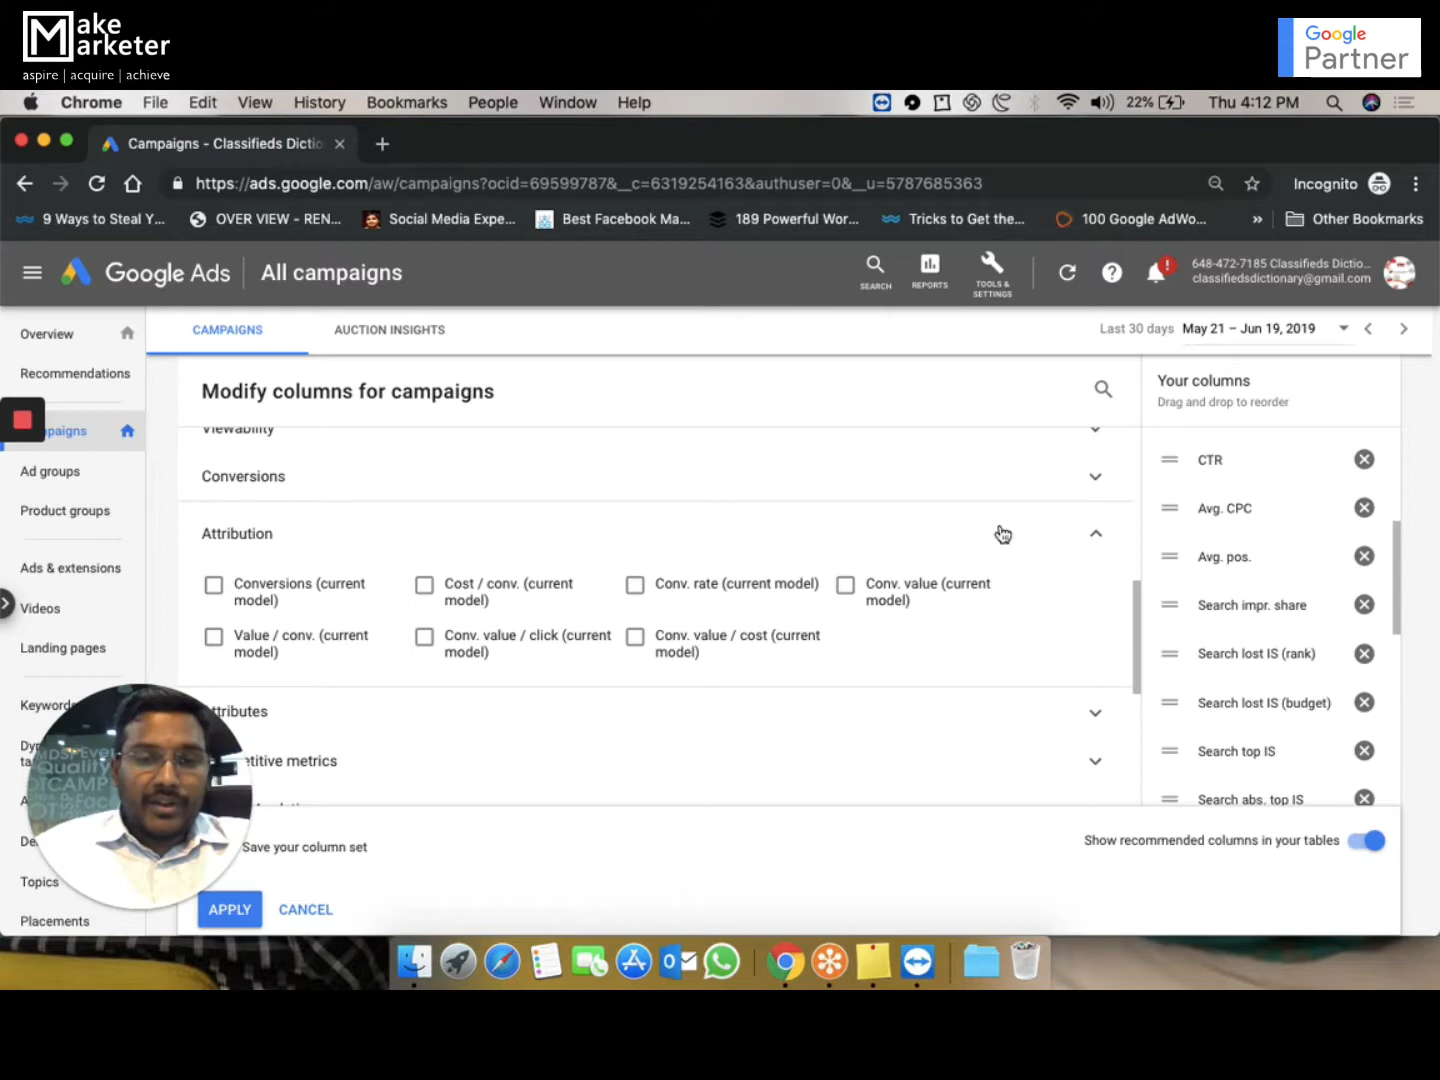 Make Marketer
aspire | acquire | achieve
Google
Partner
Chrome File Edit View History Bookmarks People Window Help
22% Thu 4:12 PM
Campaigns - Classifieds Dictio
https://ads.google.com/aw/campaigns?ocid=69599787&__c=6319254163&authuser=0&__u=5787685363
Incognito
9 Ways to Steal Y... OVER VIEW - REN... Social Media Expe... Best Facebook Ma... 189 Powerful Wor... Tricks to Get the... 100 Google AdWo... » Other Bookmarks
Google Ads All campaigns
SEARCH REPORTS TOOLS & SETTINGS
648-472-7185 Classifieds Dictio...
classifiedsdictionary@gmail.com
Overview
Recommendations
paigns
Ad groups
Product groups
Ads & extensions
Videos
Landing pages
Keywords
Topics
Placements
CAMPAIGNS AUCTION INSIGHTS
Last 30 days May 21 – Jun 19, 2019
Modify columns for campaigns
Viewability
Conversions
Attribution
Conversions (current model)
Cost / conv. (current model)
Conv. rate (current model)
Conv. value (current model)
Value / conv. (current model)
Conv. value / click (current model)
Conv. value / cost (current model)
ttributes
etitive metrics
Save your column set
APPLY CANCEL
Your columns
Drag and drop to reorder
CTR
Avg. CPC
Avg. pos.
Search impr. share
Search lost IS (rank)
Search lost IS (budget)
Search top IS
Search abs. top IS
Show recommended columns in your tables